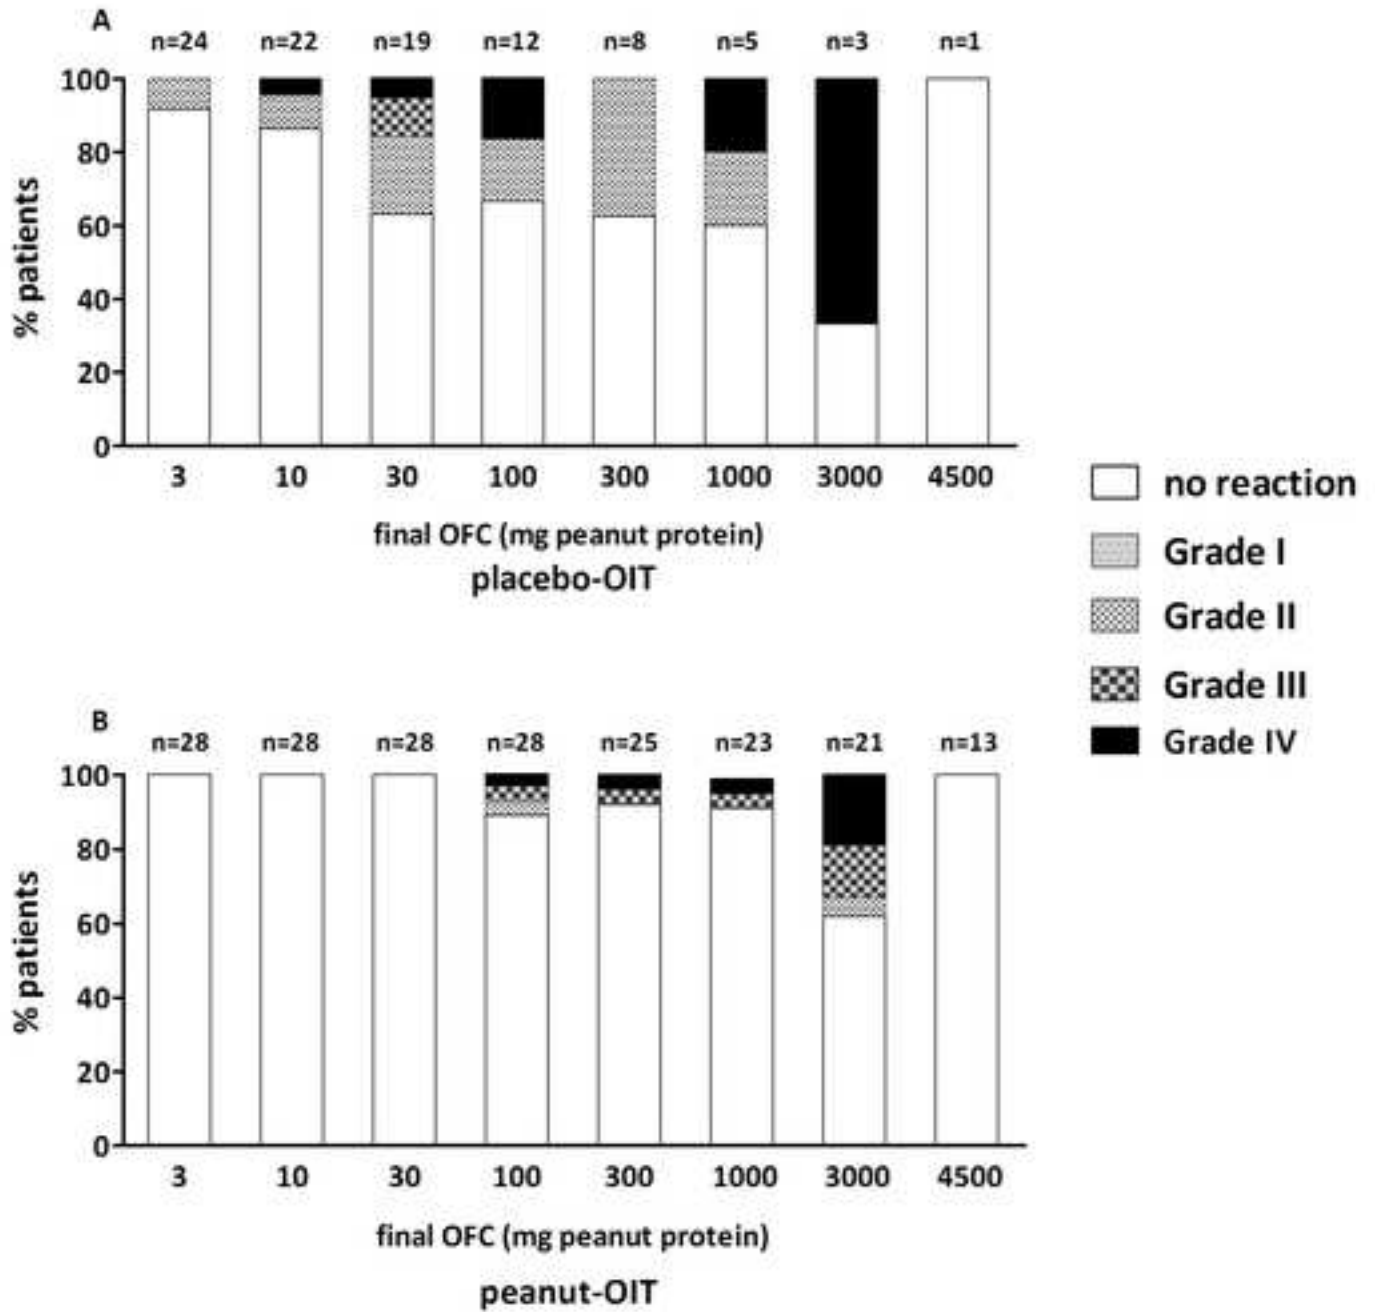 A
n=24 n=22 n=19 n=12 n=8 n=5 n=3 n=1
100
80
60
40
20
0
% patients
3 10 30 100 300 1000 3000 4500
final OFC (mg peanut protein)
placebo-OIT
no reaction
Grade I
Grade II
Grade III
Grade IV
B
n=28 n=28 n=28 n=28 n=25 n=23 n=21 n=13
100
80
60
40
20
0
% patients
3 10 30 100 300 1000 3000 4500
final OFC (mg peanut protein)
peanut-OIT